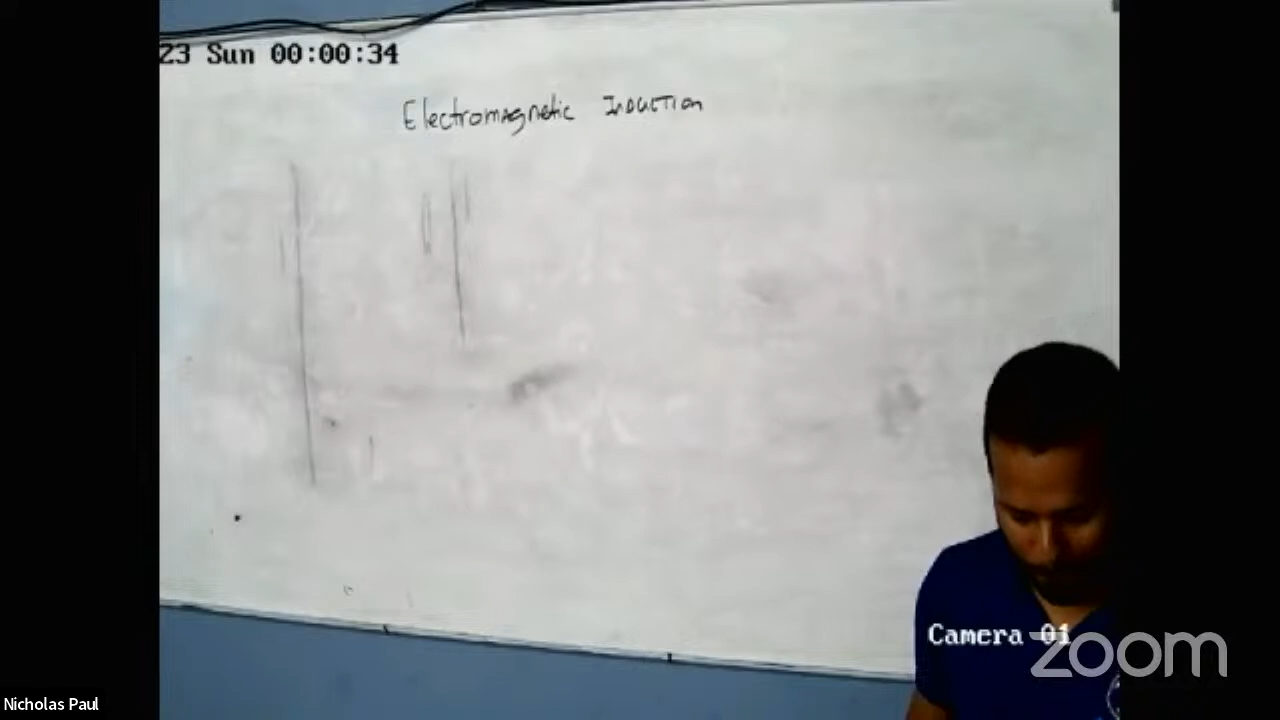 23 Sun 00:00:34
Electromagnetic INDUCTION
Camera 01
zoom
Nicholas Paul